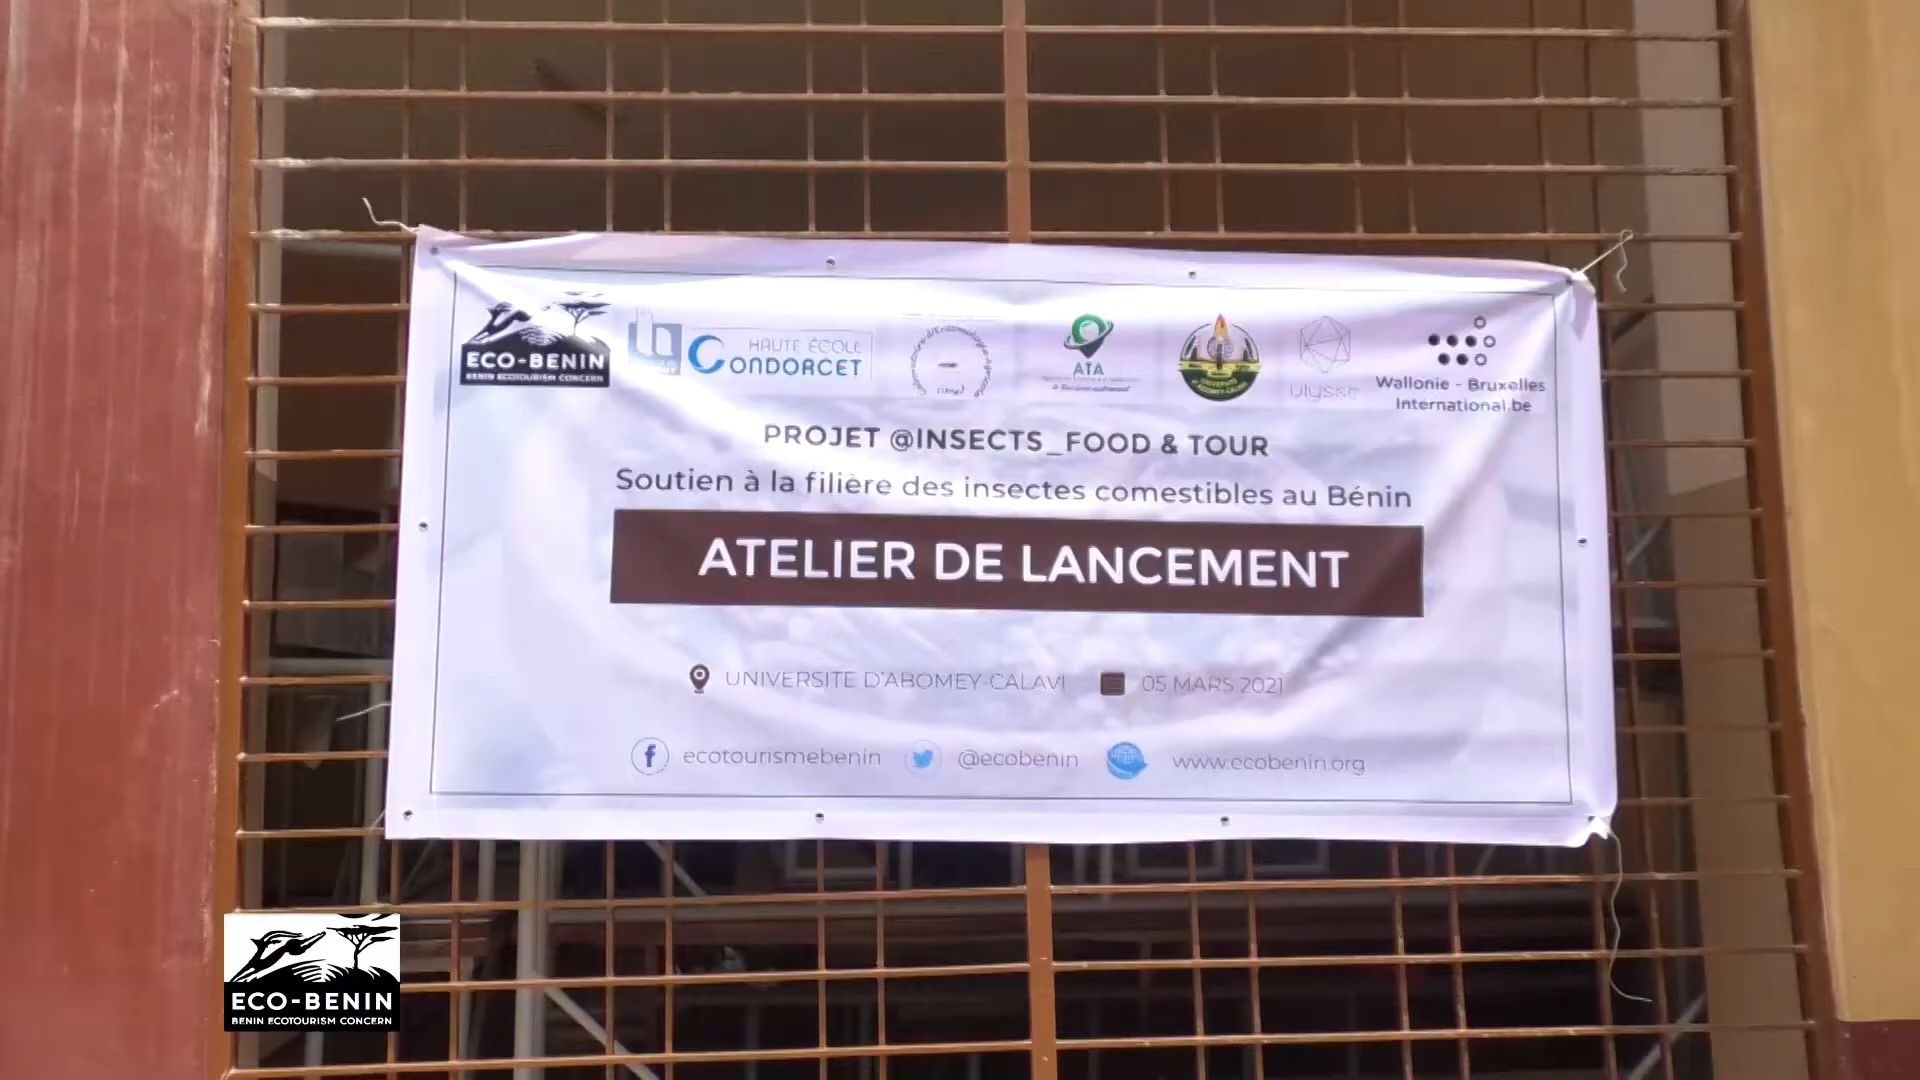 ECO-BENIN
BENIN ECOTOURISM CONCERN
HAUTE ÉCOLE
CONDORCET
ATA
ulysse
Wallonie - Bruxelles
International.be
PROJET @INSECTS_FOOD & TOUR
Soutien à la filière des insectes comestibles au Bénin
ATELIER DE LANCEMENT
UNIVERSITE D'ABOMEY-CALAVI 05 MARS 2021
ecotourismebenin @ecobenin www.ecobenin.org
ECO-BENIN
BENIN ECOTOURISM CONCERN